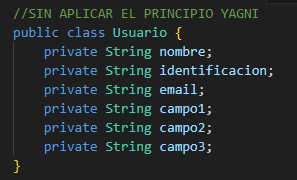 //SIN APLICAR EL PRINCIPIO YAGNI
public class Usuario {
    private String nombre;
    private String identificacion;
    private String email;
    private String campo1;
    private String campo2;
    private String campo3;
}